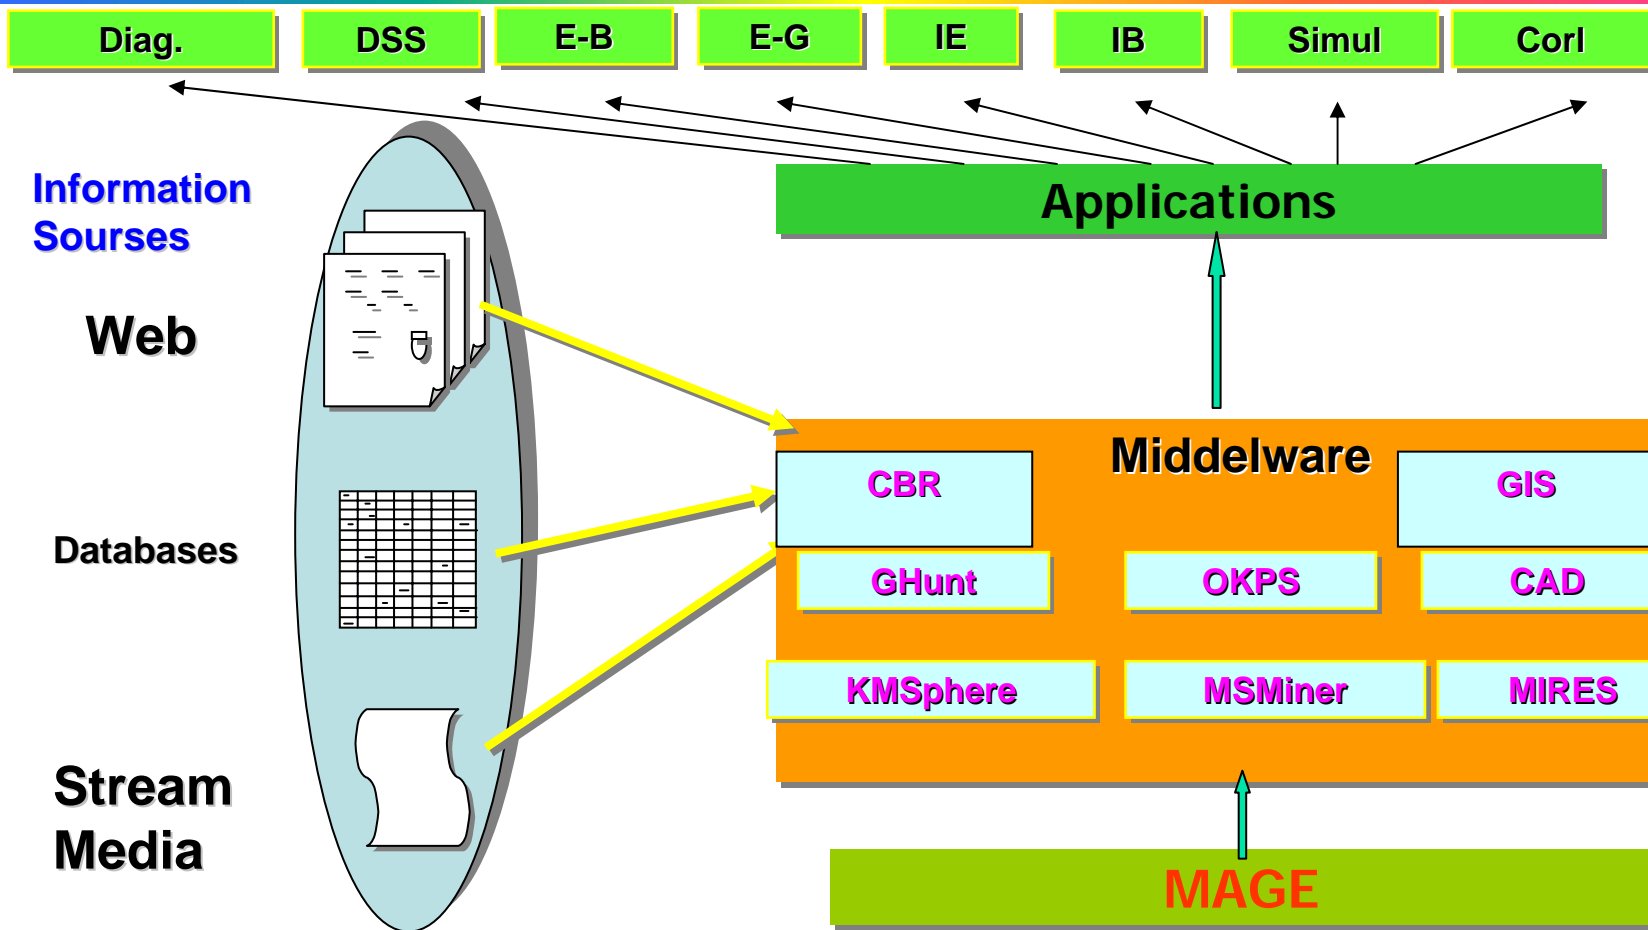 Diag.
DSS
E-B
E-G
IE
IB
Simul
Corl
Information
Sourses
Applications
Web
Middelware
CBR
GIS
Databases
GHunt
OKPS
CAD
KMSphere
MSMiner
MIRES
Stream
Media
MAGE